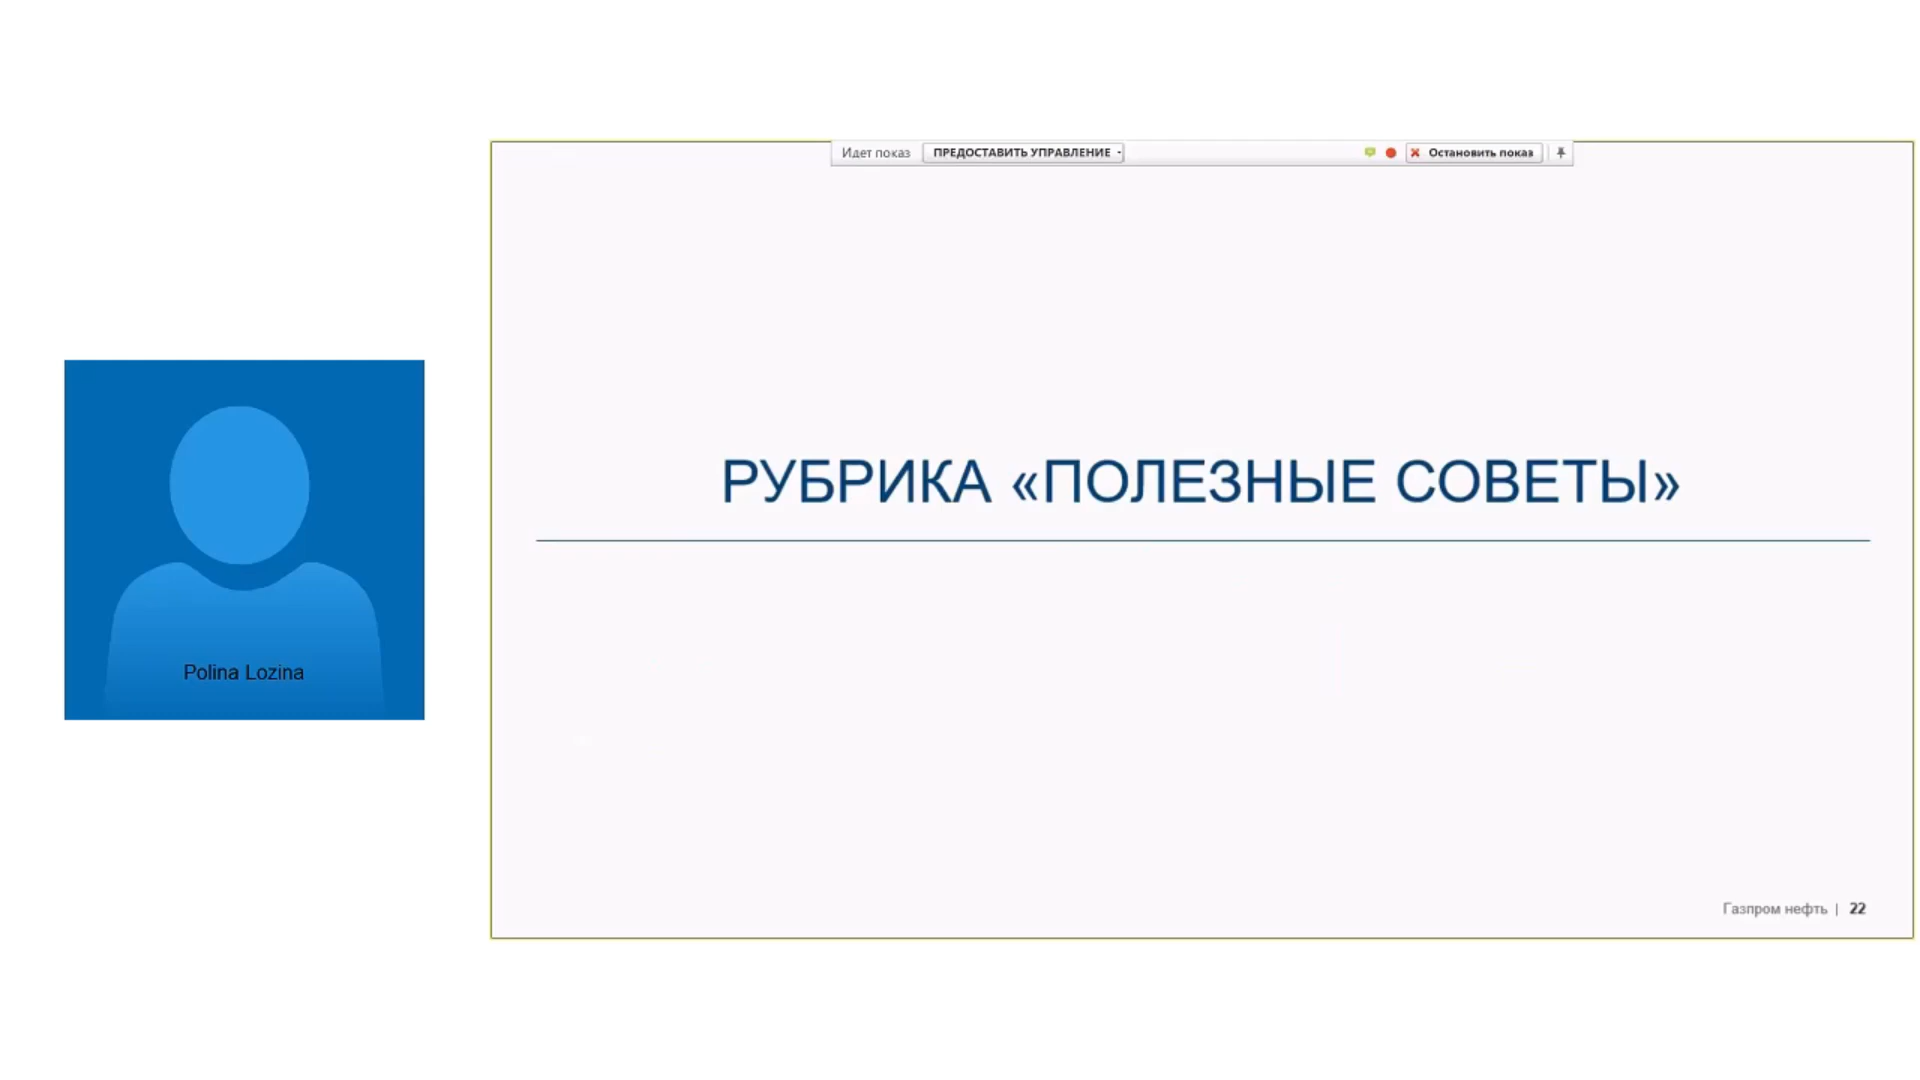 Идет показ ПРЕДОСТАВИТЬ УПРАВЛЕНИЕ Остановить показ
РУБРИКА «ПОЛЕЗНЫЕ СОВЕТЫ»
Polina Lozina
Газпром нефть | 22